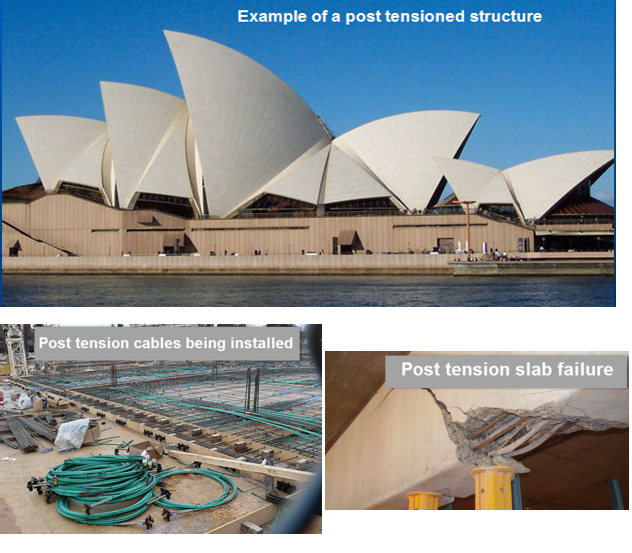 Example of a post tensioned structure
Post tension cables being installed
Post tension slab failure